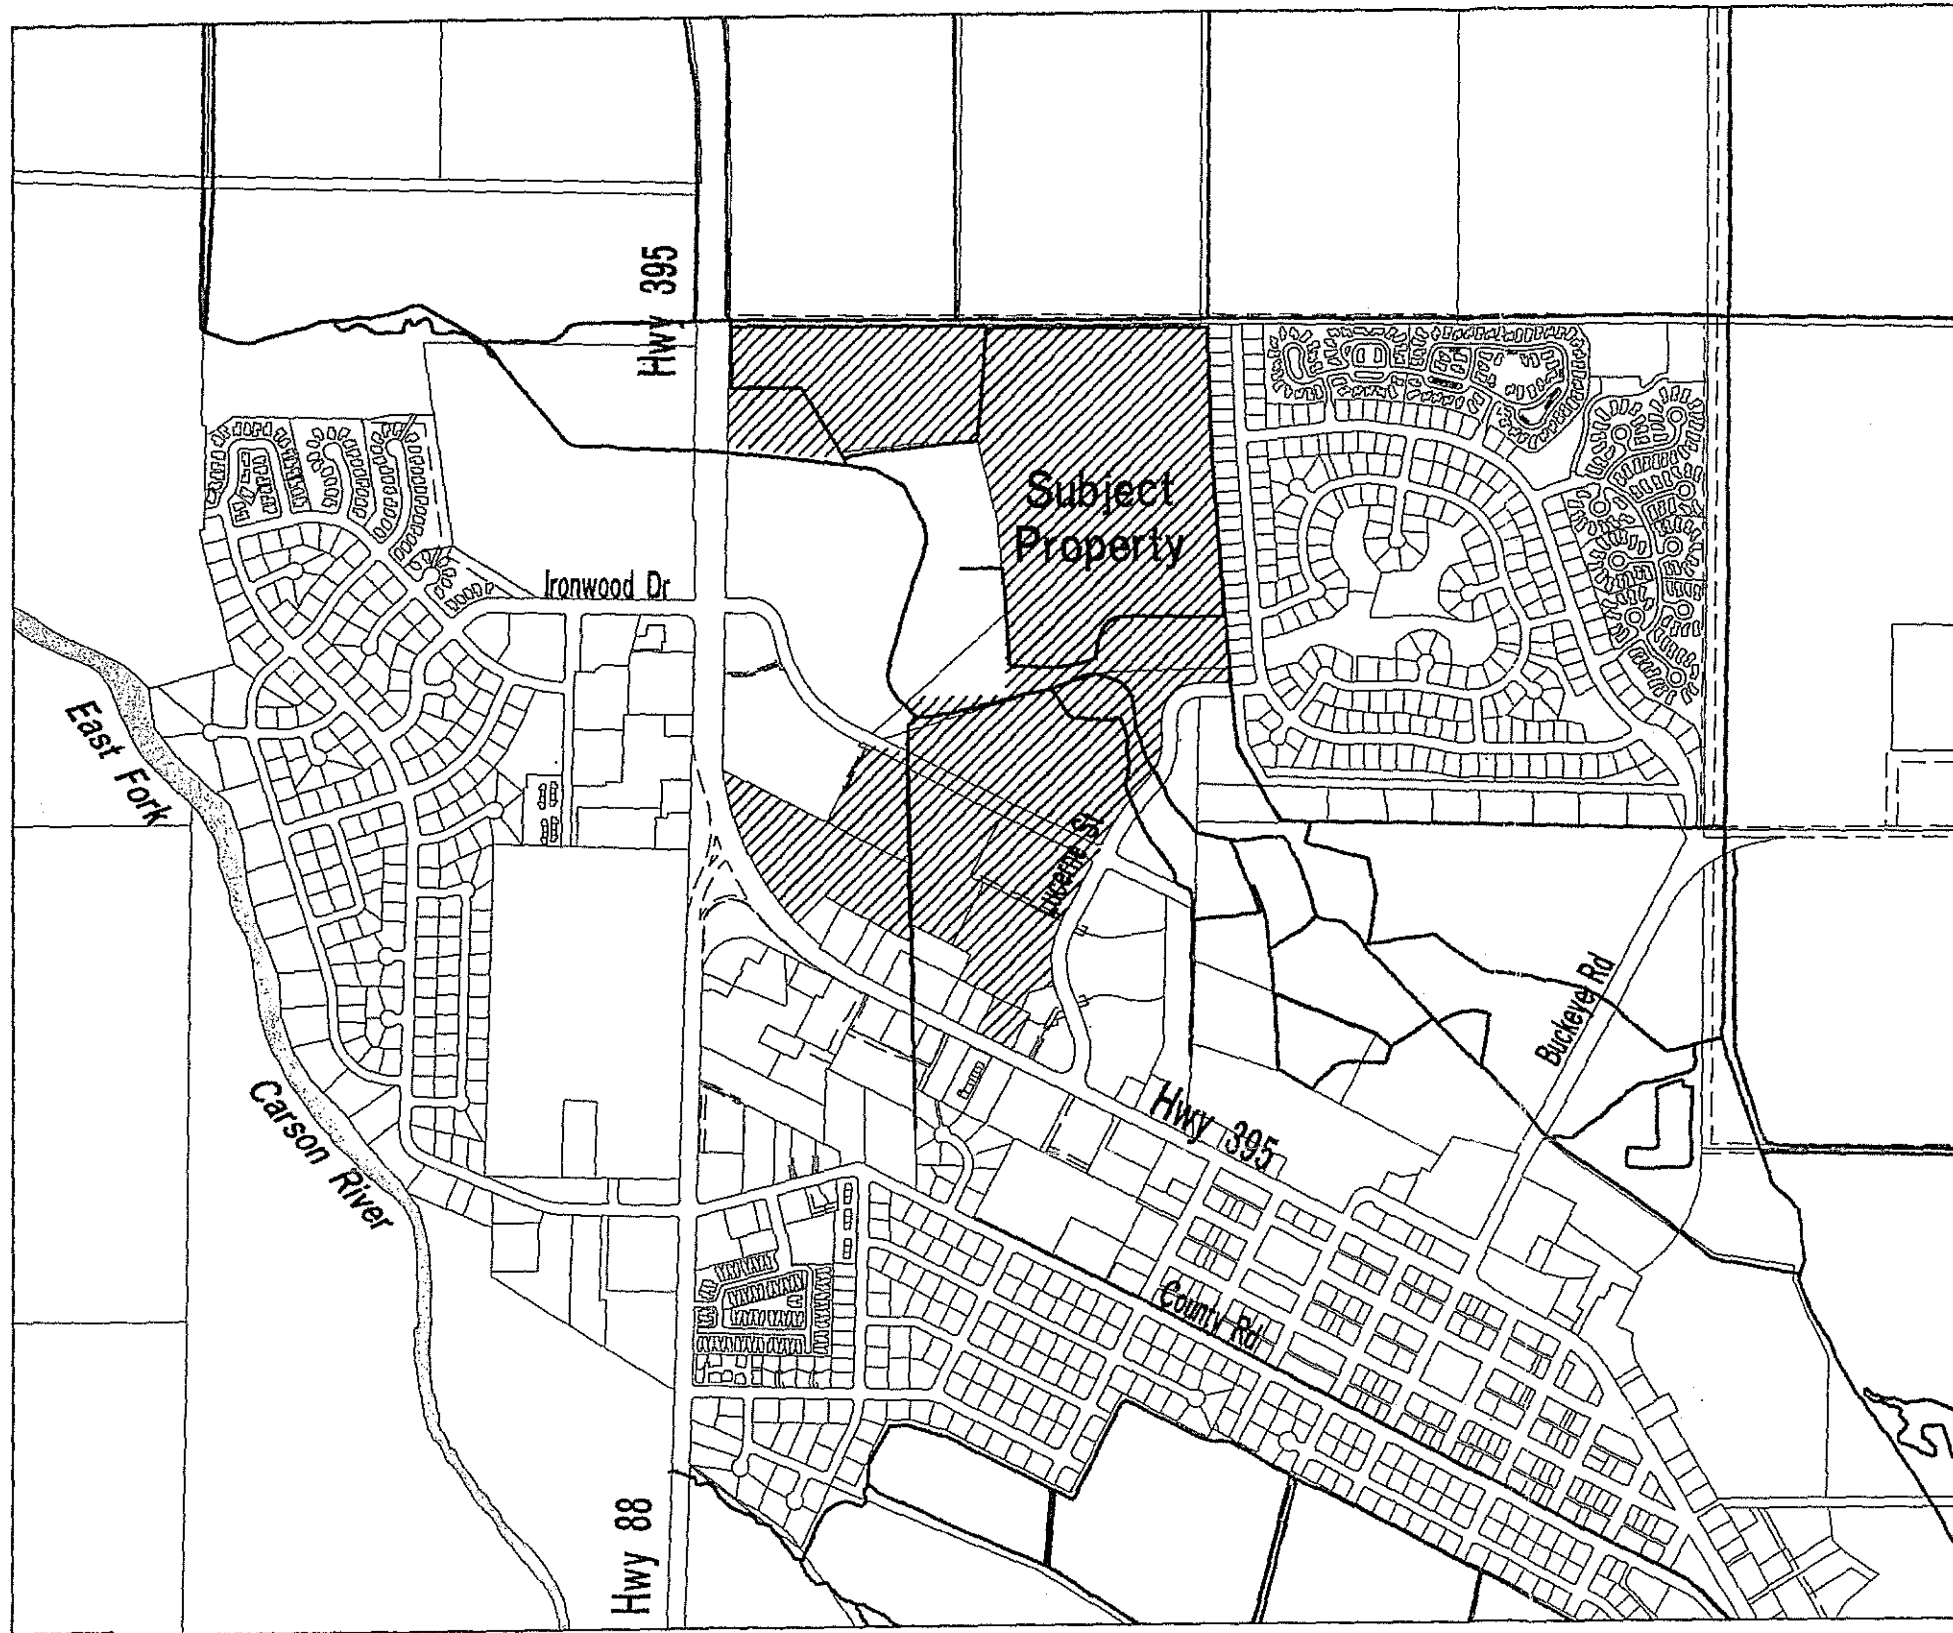 Hwy 395
Subject
Property
Ironwood Dr
East Fork
Lucerne St
Buckeye Rd
Carson River
Hwy 395
County Rd
Hwy 88